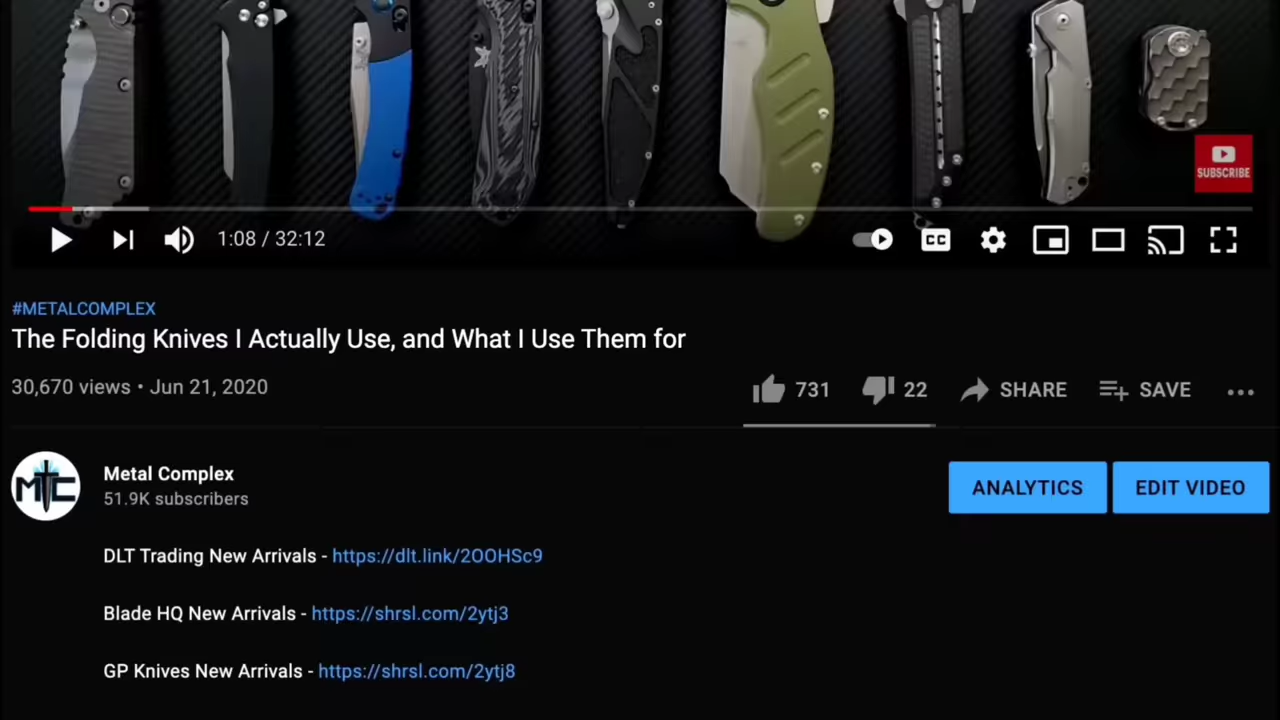 SUBSCRIBE
1:08 / 32:12
CC
#METALCOMPLEX
The Folding Knives I Actually Use, and What I Use Them for
30,670 views • Jun 21, 2020
731 22 SHARE SAVE
MTC
Metal Complex
51.9K subscribers
ANALYTICS EDIT VIDEO
DLT Trading New Arrivals - https://dlt.link/2OOHSc9
Blade HQ New Arrivals - https://shrsl.com/2ytj3
GP Knives New Arrivals - https://shrsl.com/2ytj8